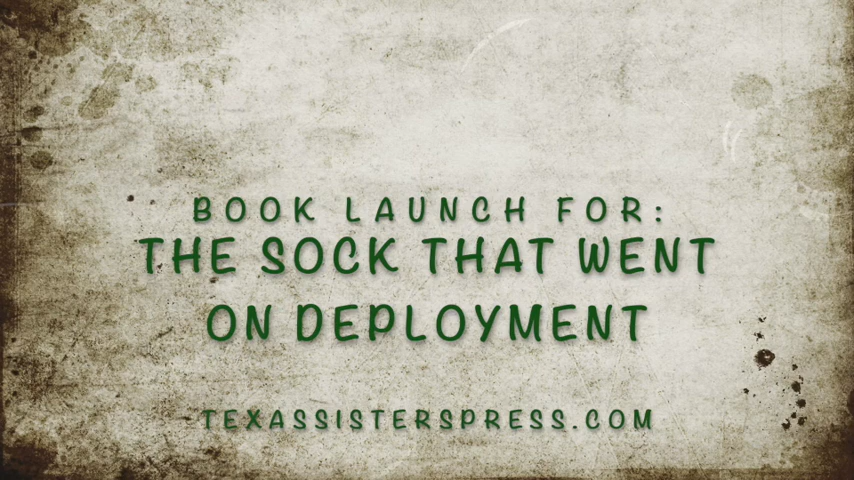 BOOK LAUNCH FOR:
THE SOCK THAT WENT
ON DEPLOYMENT
TEXASSISTERSPRESS.COM